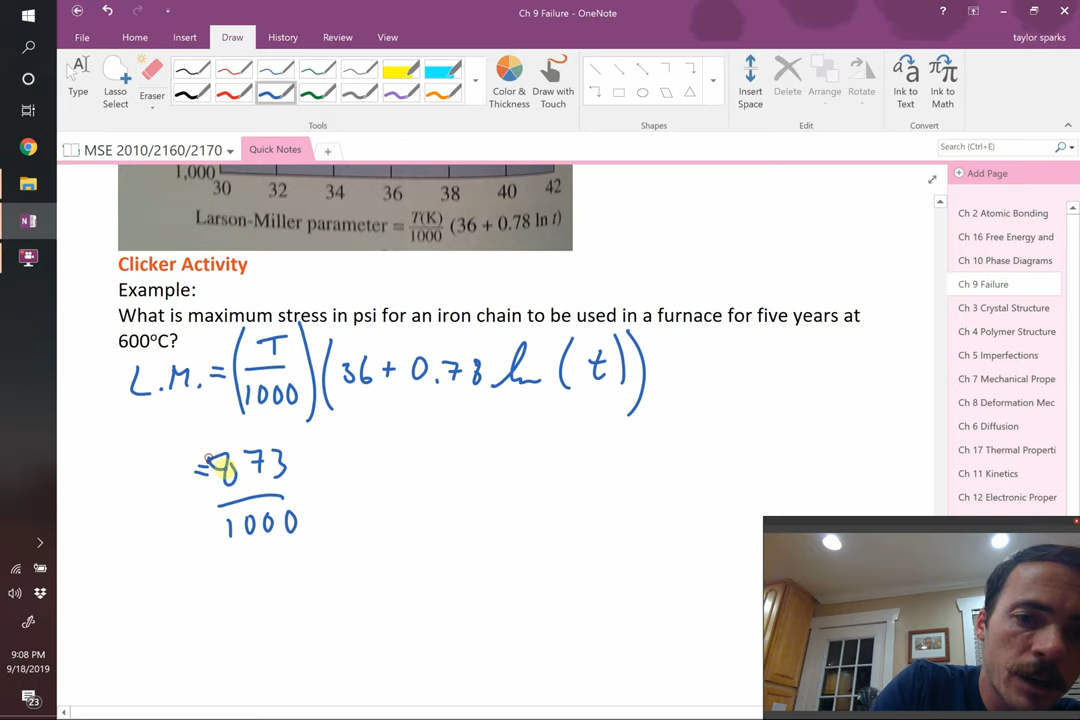 Ch 9 Failure - OneNote
taylor sparks
File Home Insert Draw History Review View
Type
Lasso Select
Eraser
Color & Thickness
Draw with Touch
Insert Space
Delete
Arrange
Rotate
Ink to Text
Ink to Math
Tools
Shapes
Edit
Convert
MSE 2010/2160/2170
Quick Notes
Search (Ctrl+E)
Add Page
Ch 2 Atomic Bonding
Ch 16 Free Energy and
Ch 10 Phase Diagrams
Ch 9 Failure
Ch 3 Crystal Structure
Ch 4 Polymer Structure
Ch 5 Imperfections
Ch 7 Mechanical Prope
Ch 8 Deformation Mec
Ch 6 Diffusion
Ch 17 Thermal Properti
Ch 11 Kinetics
Ch 12 Electronic Proper
1,000
30 32 34 36 38 40 42
Larson-Miller parameter = T(K)/1000 (36 + 0.78 ln t)
Clicker Activity
Example:
What is maximum stress in psi for an iron chain to be used in a furnace for five years at
600°C?
L.M. = (T/1000)(36 + 0.78 ln (t))
= 873
1000
9:08 PM
9/18/2019
23